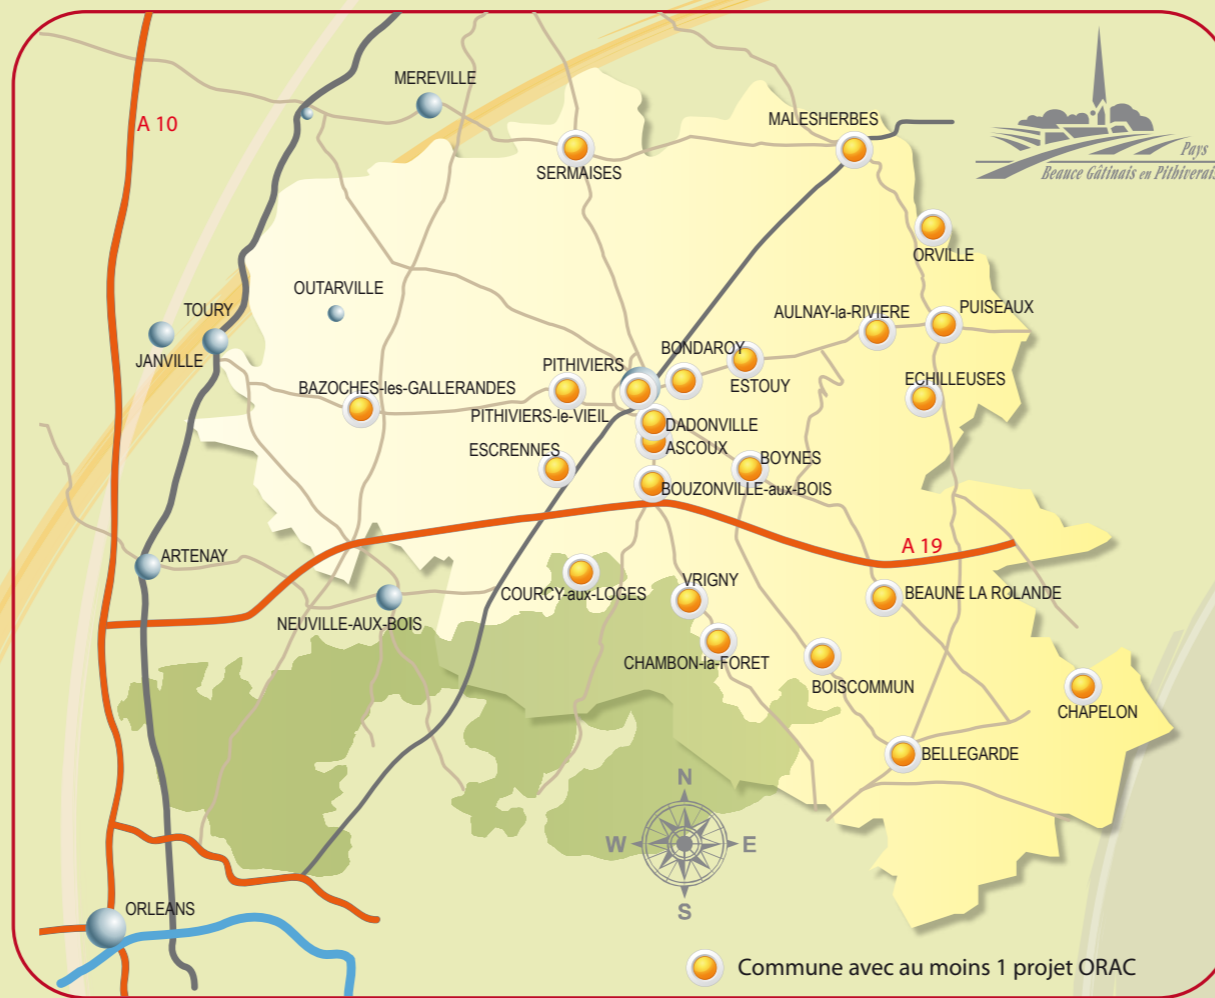 MEREVILLE
A 10
MALESHERBES
Pays
Beauce Gâtinais en Pithiverais
SERMAISES
ORVILLE
OUTARVILLE
TOURY
AULNAY-la-RIVIERE
PUISEAUX
JANVILLE
BONDAROY
PITHIVIERS
ESTOUY
ECHILLEUSES
BAZOCHES-les-GALLERANDES
PITHIVIERS-le-VIEIL
DADONVILLE
ASCOUX
ESCRENNES
BOYNES
BOUZONVILLE-aux-BOIS
A 19
ARTENAY
COURCY-aux-LOGES
VRIGNY
BEAUNE LA ROLANDE
NEUVILLE-AUX-BOIS
CHAMBON-la-FORET
BOISCOMMUN
CHAPELON
BELLEGARDE
N
W
E
S
ORLEANS
Commune avec au moins 1 projet ORAC